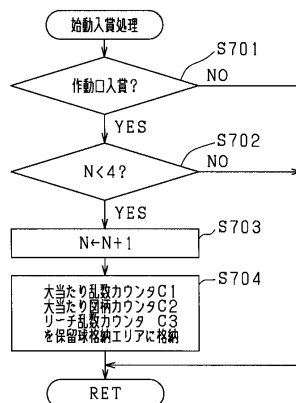 始動入賞処理
S701
作動口入賞?
NO
YES
S702
N<4?
NO
YES
S703
N←N+1
S704
大当たり乱数カウンタC1
大当たり図柄カウンタC2
リーチ乱数カウンタ C3
を保留球格納エリアに格納
RET